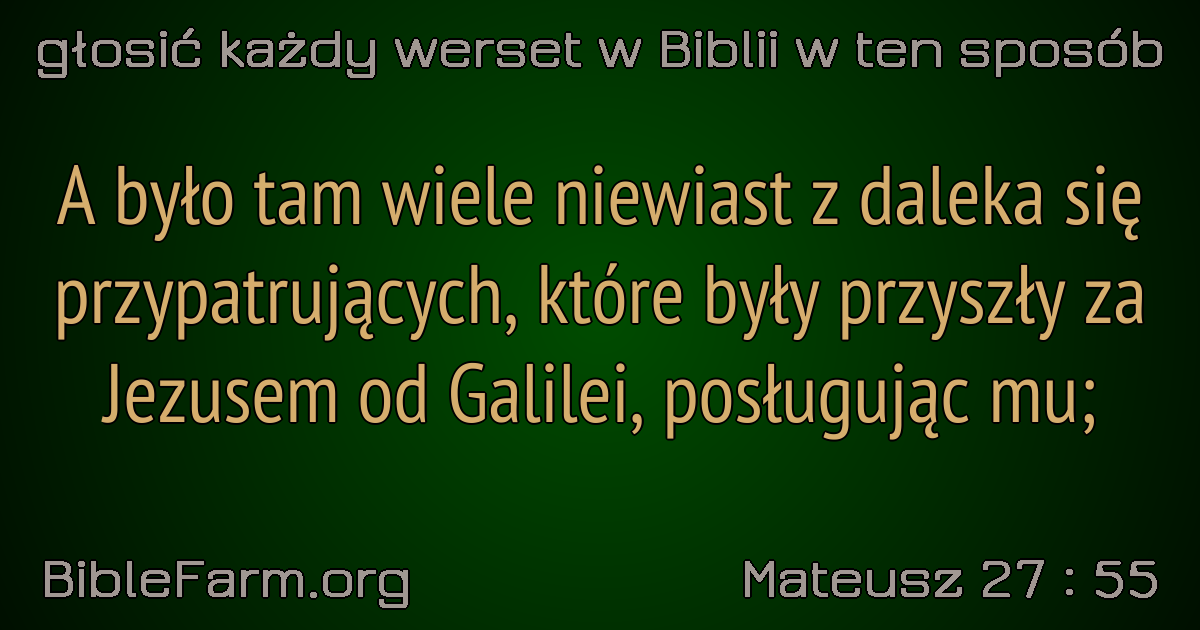 głosić każdy werset w Biblii w ten sposób
A było tam wiele niewiast z daleka się
przypatrujących, które były przyszły za
Jezusem od Galilei, posługując mu;
BibleFarm.org
Mateusz 27 : 55